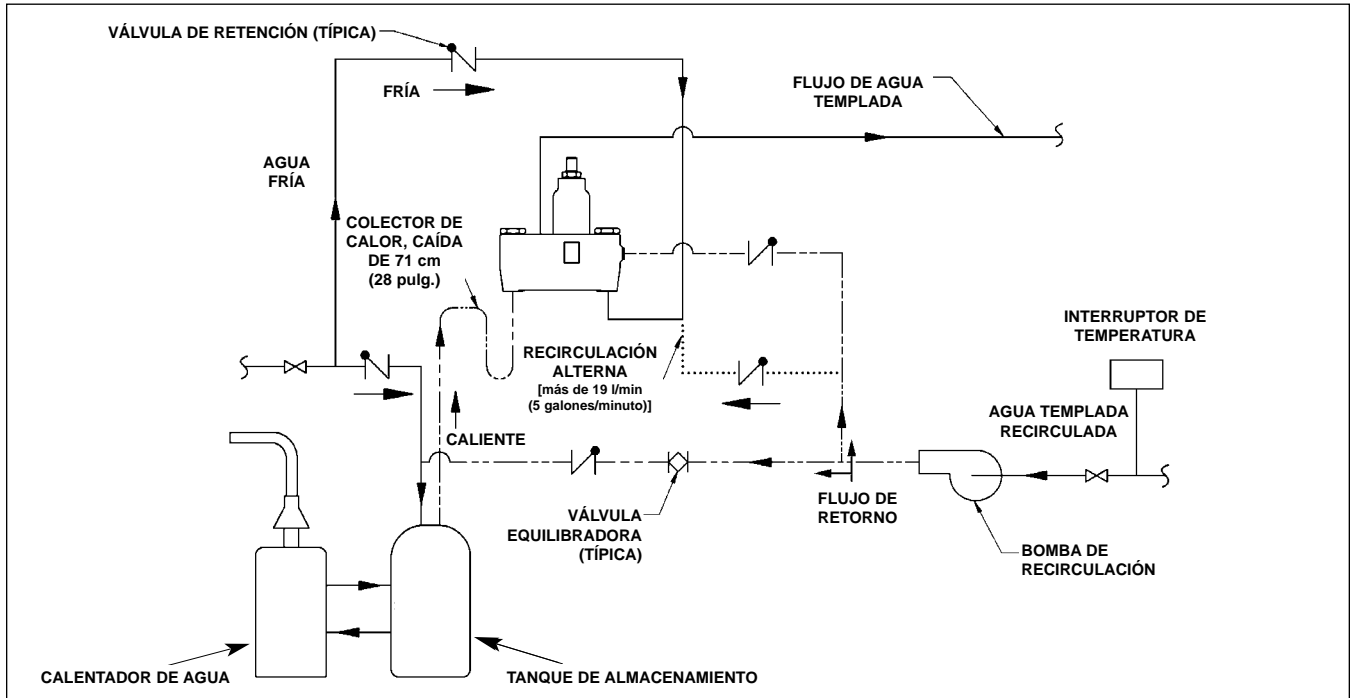 VÁLVULA DE RETENCIÓN (TÍPICA)
FRÍA
FLUJO DE AGUA
TEMPLADA
AGUA
FRÍA
COLECTOR DE
CALOR, CAÍDA
DE 71 cm
(28 pulg.)
INTERRUPTOR DE
TEMPERATURA
RECIRCULACIÓN
ALTERNA
[más de 19 l/min
(5 galones/minuto)]
AGUA TEMPLADA
RECIRCULADA
CALIENTE
FLUJO DE
RETORNO
VÁLVULA
EQUILIBRADORA
(TÍPICA)
BOMBA DE
RECIRCULACIÓN
CALENTADOR DE AGUA
TANQUE DE ALMACENAMIENTO